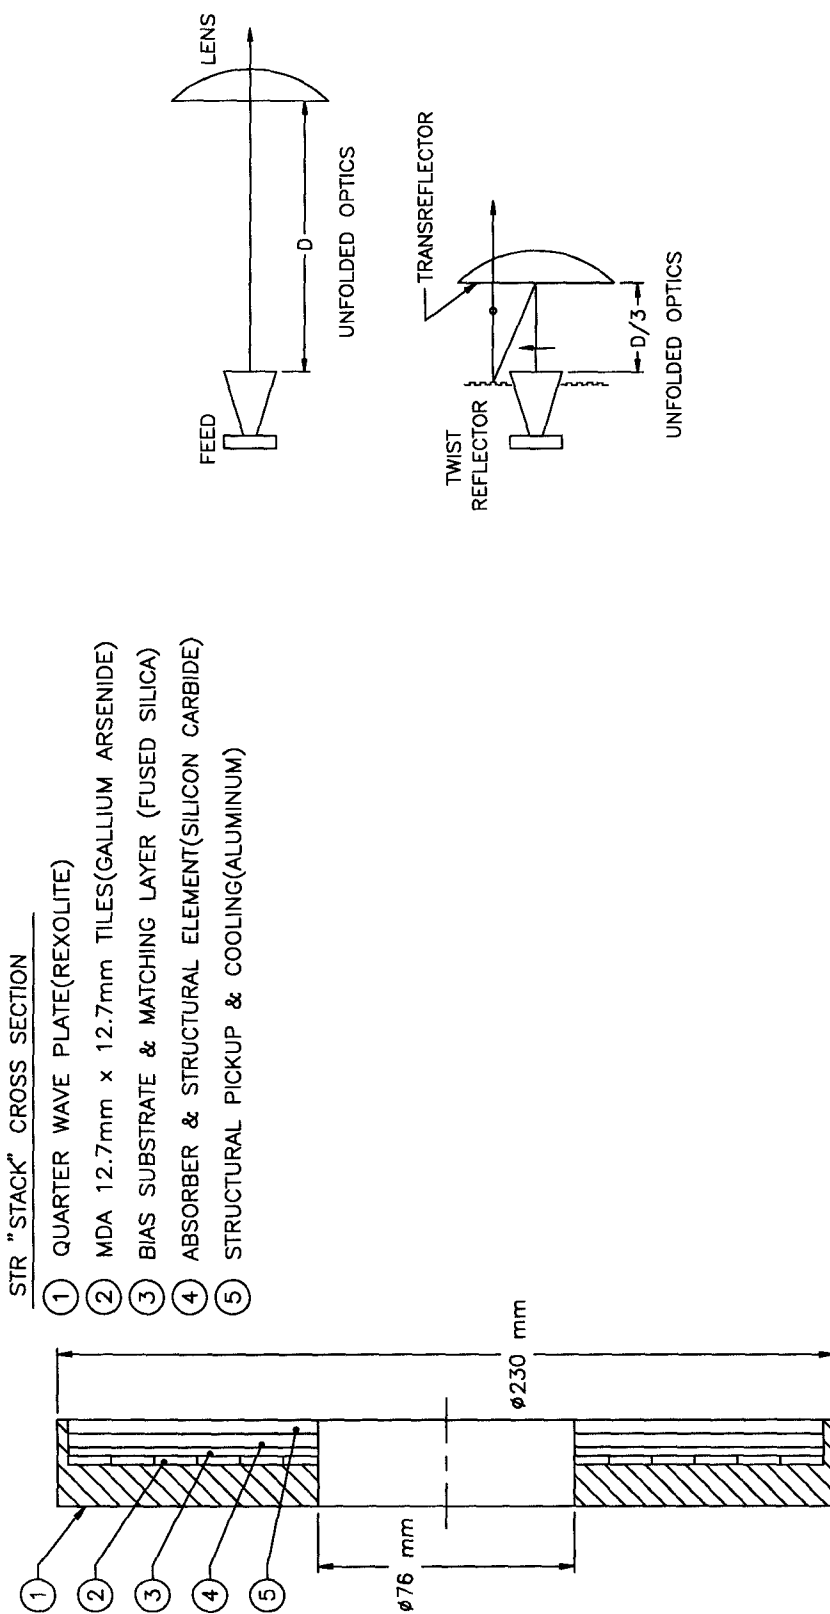 STR "STACK" CROSS SECTION
1 QUARTER WAVE PLATE(REXOLITE)
2 MDA 12.7mm x 12.7mm TILES(GALLIUM ARSENIDE)
3 BIAS SUBSTRATE & MATCHING LAYER (FUSED SILICA)
4 ABSORBER & STRUCTURAL ELEMENT(SILICON CARBIDE)
5 STRUCTURAL PICKUP & COOLING(ALUMINUM)
1
2
3
4
5
ø76 mm
ø230 mm
FEED
LENS
D
UNFOLDED OPTICS
TWIST
REFLECTOR
TRANSREFLECTOR
D/3
UNFOLDED OPTICS